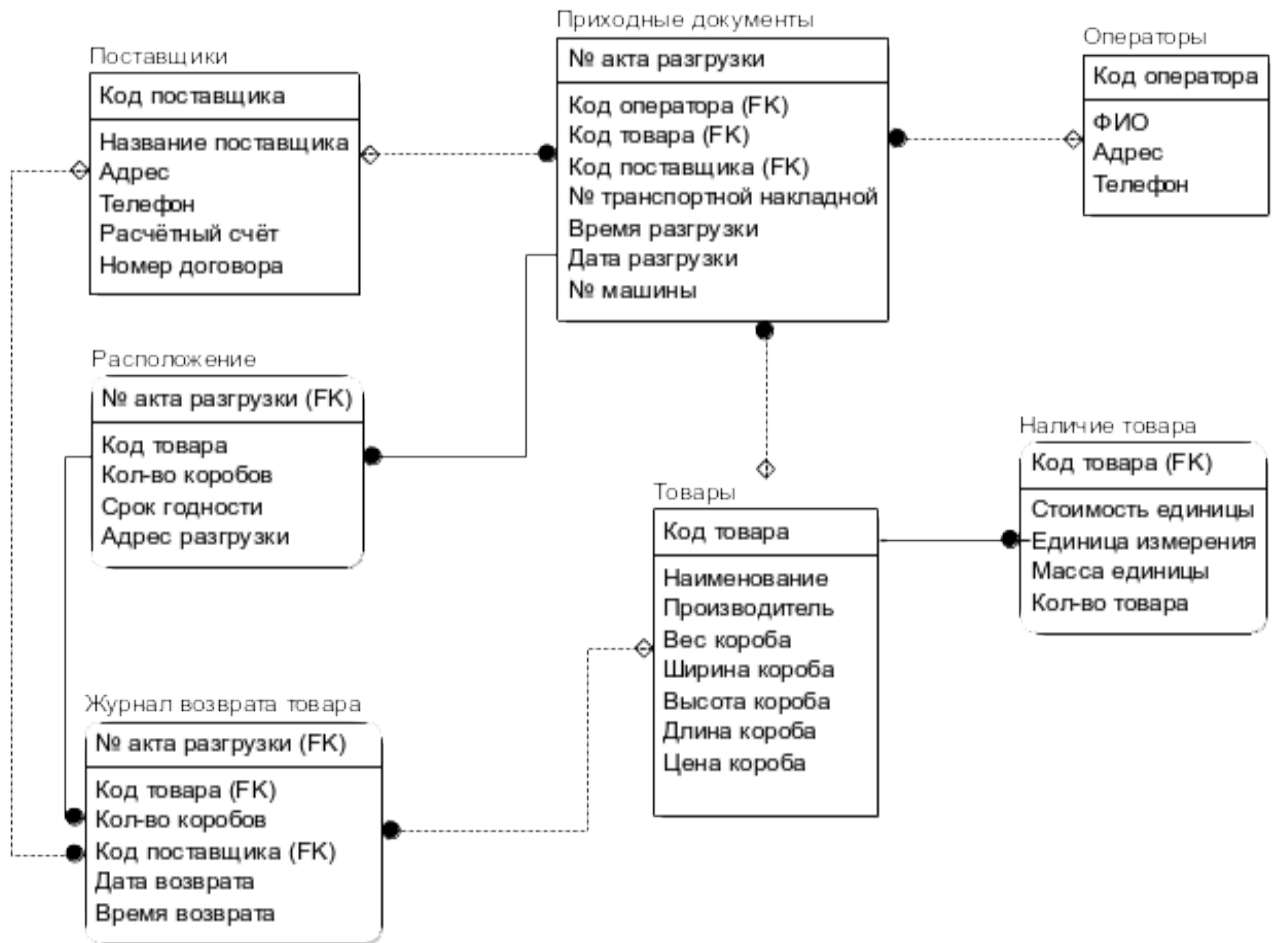 Поставщики
Код поставщика
Название поставщика
Адрес
Телефон
Расчётный счёт
Номер договора
Приходные документы
№ акта разгрузки
Код оператора (FK)
Код товара (FK)
Код поставщика (FK)
№ транспортной накладной
Время разгрузки
Дата разгрузки
№ машины
Операторы
Код оператора
ФИО
Адрес
Телефон
Расположение
№ акта разгрузки (FK)
Код товара
Кол-во коробов
Срок годности
Адрес разгрузки
Товары
Код товара
Наименование
Производитель
Вес короба
Ширина короба
Высота короба
Длина короба
Цена короба
Наличие товара
Код товара (FK)
Стоимость единицы
Единица измерения
Масса единицы
Кол-во товара
Журнал возврата товара
№ акта разгрузки (FK)
Код товара (FK)
Кол-во коробов
Код поставщика (FK)
Дата возврата
Время возврата